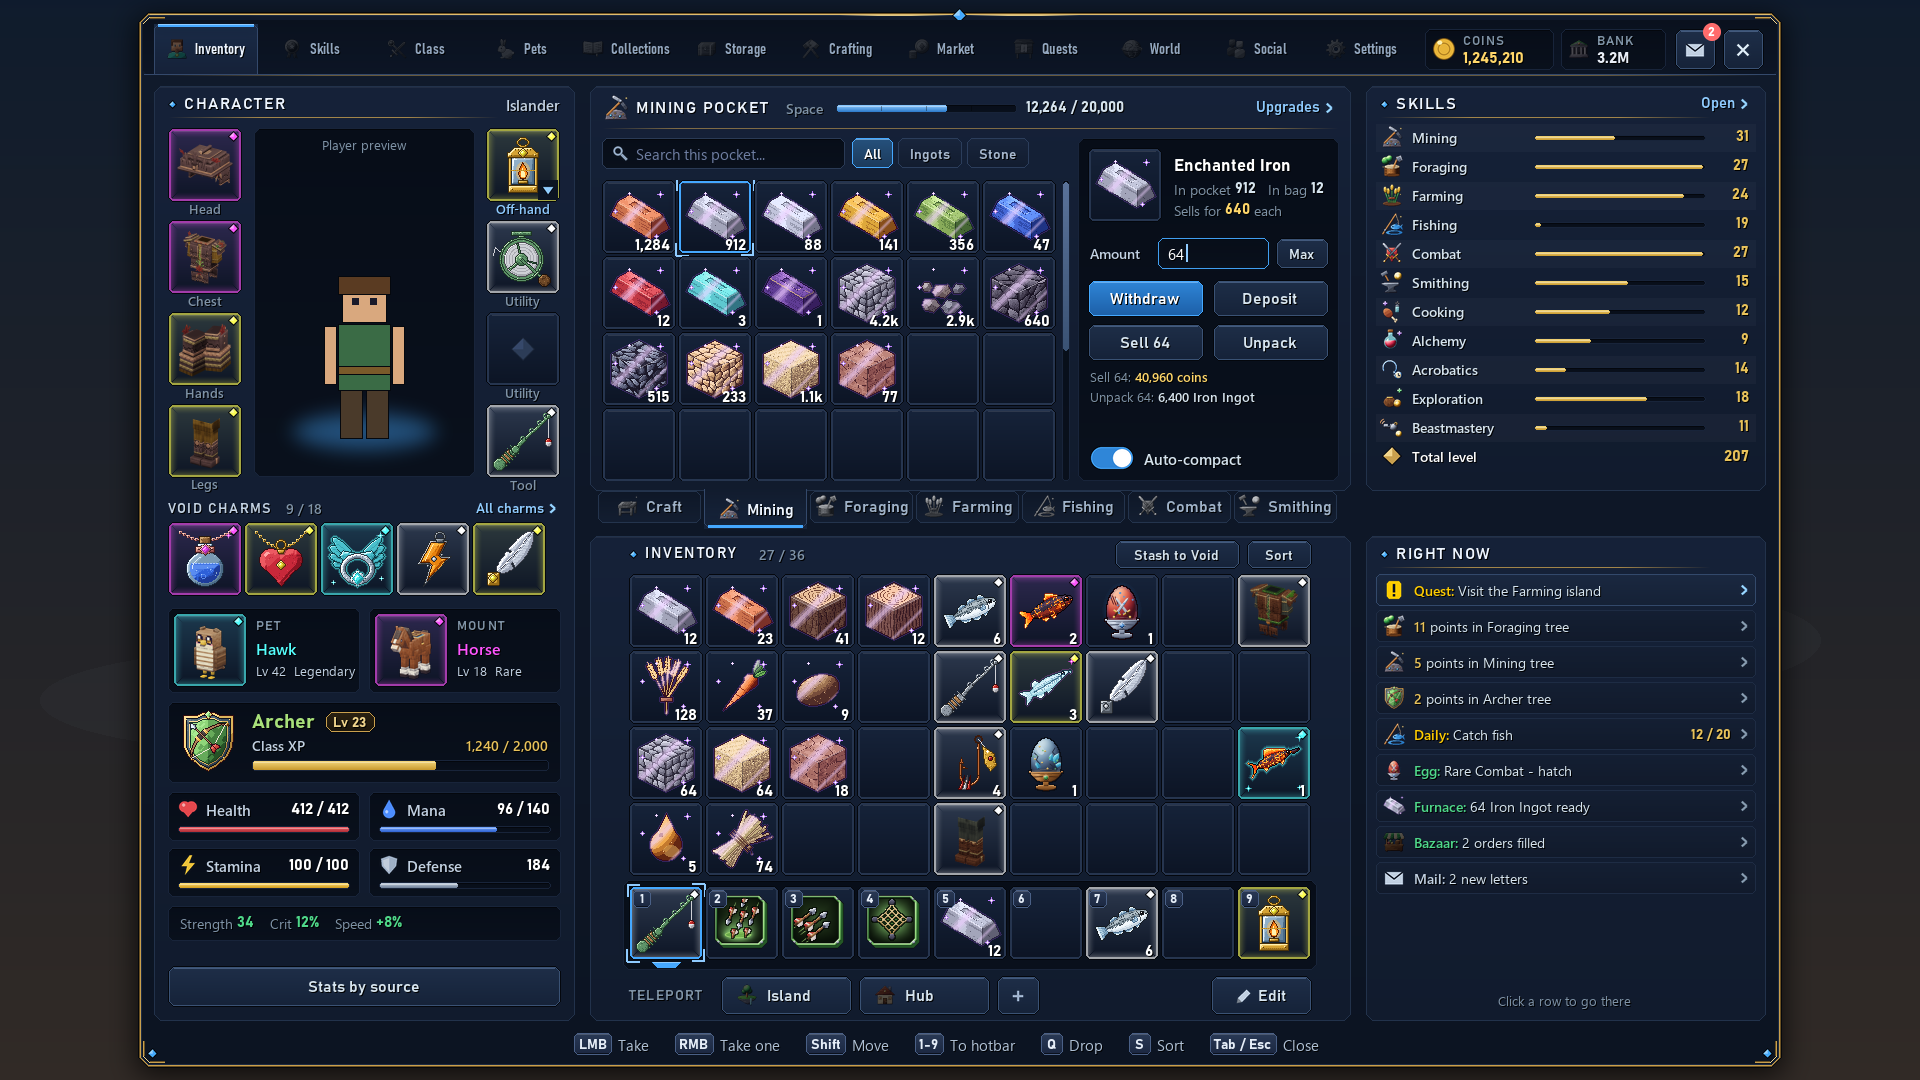 Inventory
Skills
Class
Pets
Collections
Storage
Crafting
Market
Quests
World
Social
Settings
COINS
1,245,210
BANK
3.2M
2
CHARACTER
Islander
Player preview
Head
Chest
Hands
Legs
Off-hand
Utility
Utility
Tool
VOID CHARMS 9 / 18
All charms
PET
Hawk
Lv 42 Legendary
MOUNT
Horse
Lv 18 Rare
Archer Lv 23
Class XP 1,240 / 2,000
Health 412 / 412
Mana 96 / 140
Stamina 100 / 100
Defense 184
Strength 34 Crit 12% Speed +8%
Stats by source
MINING POCKET Space 12,264 / 20,000 Upgrades
Search this pocket...
All
Ingots
Stone
1,284 912 88 141 356 47
12 3 1 4.2k 2.9k 640
515 233 1.1k 77
Enchanted Iron
In pocket 912 In bag 12
Sells for 640 each
Amount 64 Max
Withdraw
Deposit
Sell 64
Unpack
Sell 64: 40,960 coins
Unpack 64: 6,400 Iron Ingot
Auto-compact
Craft
Mining
Foraging
Farming
Fishing
Combat
Smithing
INVENTORY 27 / 36
Stash to Void
Sort
12 23 41 12 6 2 1
128 37 9 3
64 64 18 4 1 1
5 74
1 2 3 4 5 6 7 8 9
12 6
TELEPORT
Island
Hub
+
Edit
SKILLS
Open
Mining 31
Foraging 27
Farming 24
Fishing 19
Combat 27
Smithing 15
Cooking 12
Alchemy 9
Acrobatics 14
Exploration 18
Beastmastery 11
Total level 207
RIGHT NOW
Quest: Visit the Farming island
11 points in Foraging tree
5 points in Mining tree
2 points in Archer tree
Daily: Catch fish 12 / 20
Egg: Rare Combat - hatch
Furnace: 64 Iron Ingot ready
Bazaar: 2 orders filled
Mail: 2 new letters
Click a row to go there
LMB Take RMB Take one Shift Move 1-9 To hotbar Q Drop S Sort Tab / Esc Close